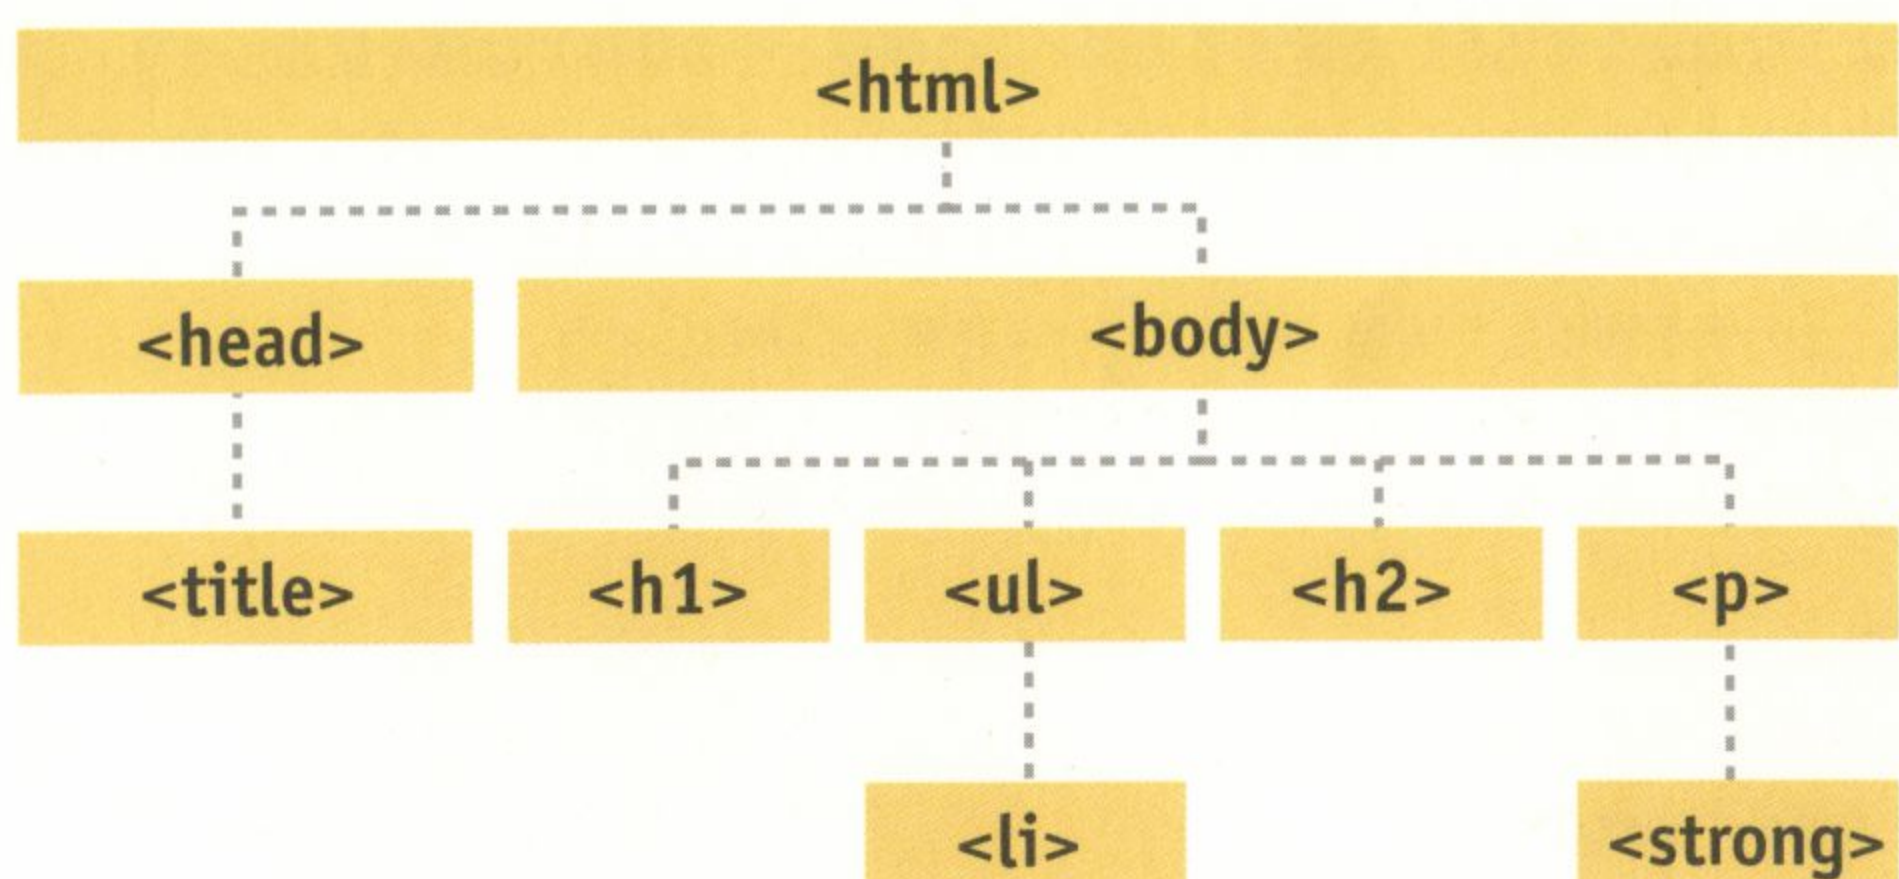 <html>
<head> <body>
<title> <h1> <ul> <h2> <p>
<li> <strong>